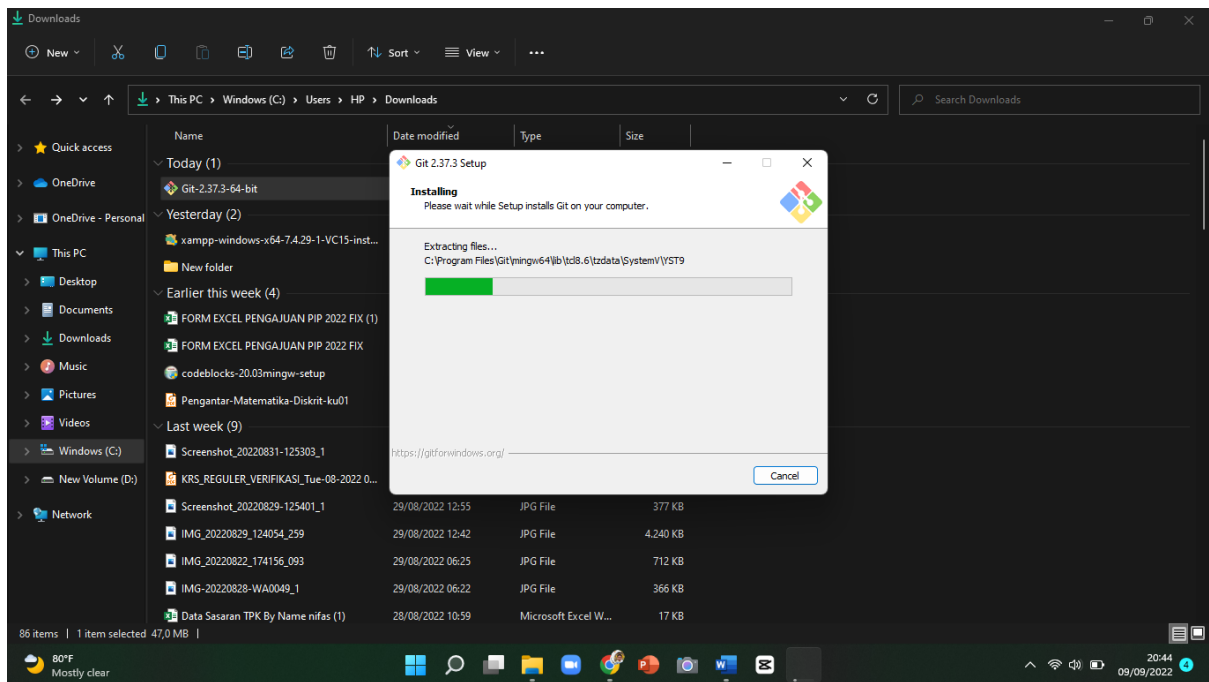 Downloads
New
Sort
View
This PC > Windows (C:) > Users > HP > Downloads
Search Downloads
Name Date modified Type Size
Quick access
OneDrive
OneDrive - Personal
This PC
Desktop
Documents
Downloads
Music
Pictures
Videos
Windows (C:)
New Volume (D:)
Network
Today (1)
Git-2.37.3-64-bit
Yesterday (2)
xampp-windows-x64-7.4.29-1-VC15-inst...
New folder
Earlier this week (4)
FORM EXCEL PENGAJUAN PIP 2022 FIX (1)
FORM EXCEL PENGAJUAN PIP 2022 FIX
codeblocks-20.03mingw-setup
Pengantar-Matematika-Diskrit-ku01
Last week (9)
Screenshot_20220831-125303_1
KRS_REGULER_VERIFIKASI_Tue-08-2022 0...
Screenshot_20220829-125401_1 29/08/2022 12:55 JPG File 377 KB
IMG_20220829_124054_259 29/08/2022 12:42 JPG File 4.240 KB
IMG_20220822_174156_093 29/08/2022 06:25 JPG File 712 KB
IMG-20220828-WA0049_1 29/08/2022 06:22 JPG File 366 KB
Data Sasaran TPK By Name nifas (1) 28/08/2022 10:59 Microsoft Excel W... 17 KB
Git 2.37.3 Setup
Installing
Please wait while Setup installs Git on your computer.
Extracting files...
C:\Program Files\Git\mingw64\lib\tcl8.6\tzdata\SystemV\YST9
https://gitforwindows.org/
Cancel
86 items | 1 item selected 47,0 MB |
80°F
Mostly clear
20:44
09/09/2022
4